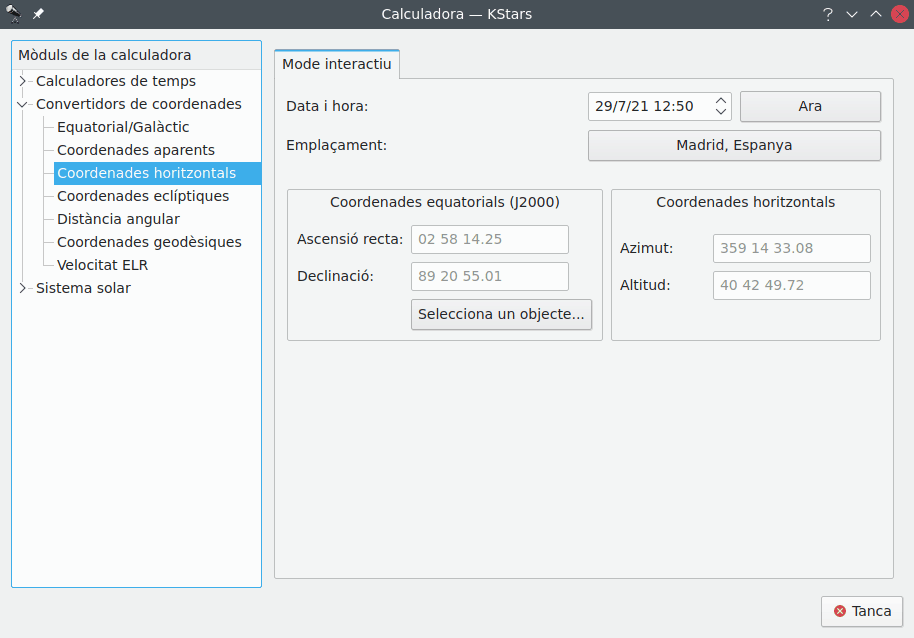 Calculadora — KStars
Mòduls de la calculadora
Calculadores de temps
Convertidors de coordenades
Equatorial/Galàctic
Coordenades aparents
Coordenades horitzontals
Coordenades eclíptiques
Distància angular
Coordenades geodèsiques
Velocitat ELR
Sistema solar
Mode interactiu
Data i hora: 29/7/21 12:50 Ara
Emplaçament: Madrid, Espanya
Coordenades equatorials (J2000)
Ascensió recta: 02 58 14.25
Declinació: 89 20 55.01
Selecciona un objecte...
Coordenades horitzontals
Azimut: 359 14 33.08
Altitud: 40 42 49.72
Tanca